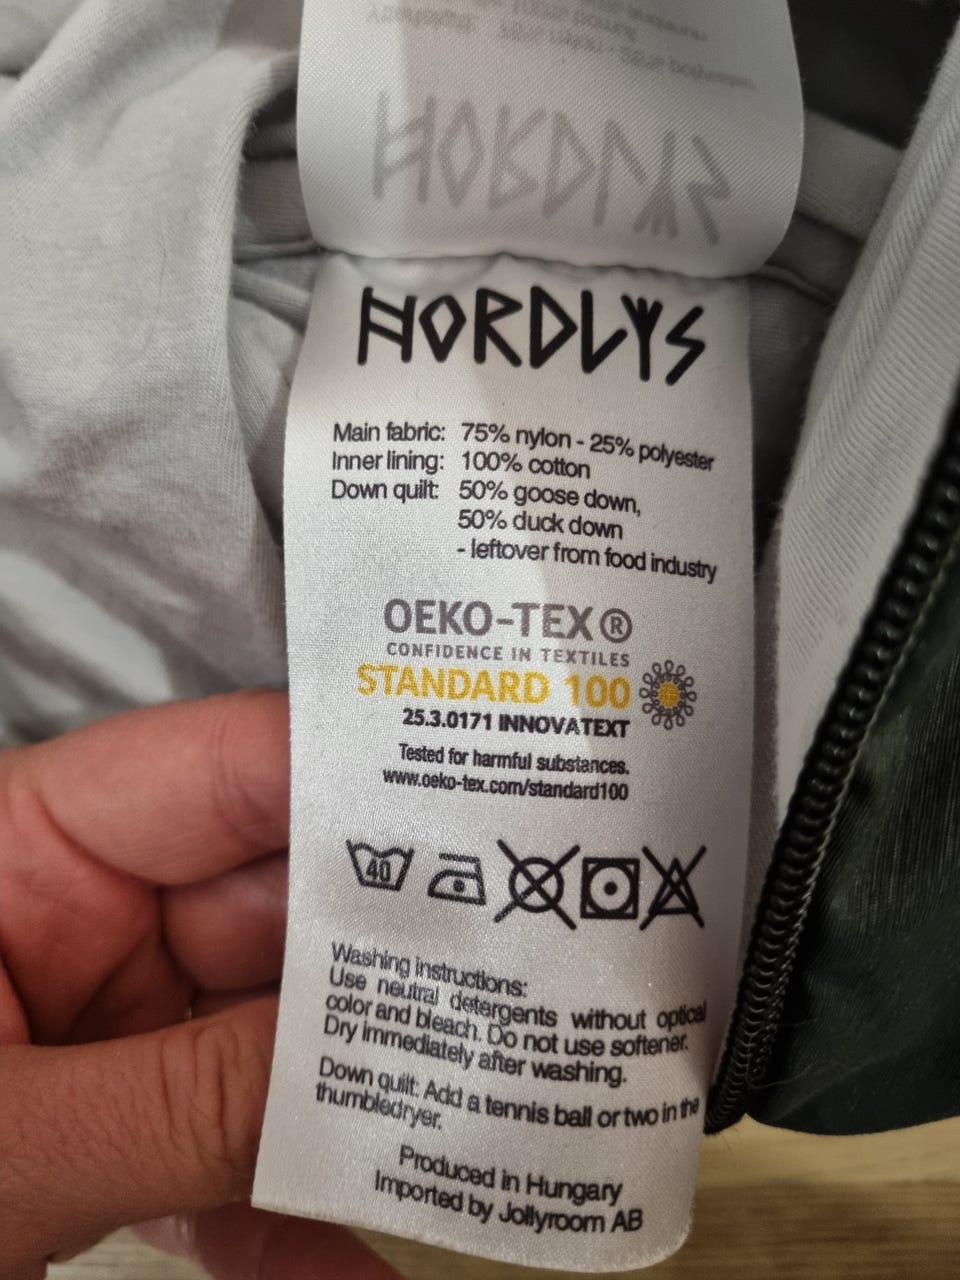 NORDLYS
Main fabric: 75% nylon - 25% polyester
Inner lining: 100% cotton
Down quilt: 50% goose down,
50% duck down
- leftover from food industry
OEKO-TEX®
CONFIDENCE IN TEXTILES
STANDARD 100
25.3.0171 INNOVATEXT
Tested for harmful substances.
www.oeko-tex.com/standard100
40
Washing instructions:
Use neutral detergents without optical
color and bleach. Do not use softener.
Dry immediately after washing.
Down quilt: Add a tennis ball or two in the
thumbledryer.
Produced in Hungary
Imported by Jollyroom AB